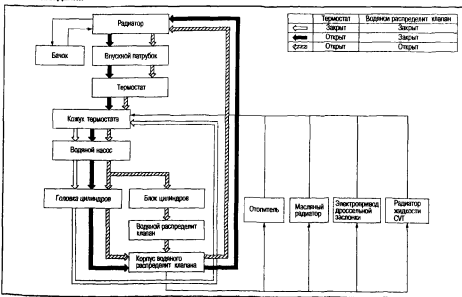 Радиатор
Термостат
Водяной распределит клапан
Закрыт
Закрыт
Открыт
Закрыт
Открыт
Открыт
Бачок
Впускной патрубок
Термостат
Кожух термостата
Водяной насос
Головка цилиндров
Блок цилиндров
Водяной распределит
клапан
Корпус водяного
распределит клапана
Отопитель
Масляный
радиатор
Электропривод
дроссельной
заслонки
Радиатор
жидкости
СVT